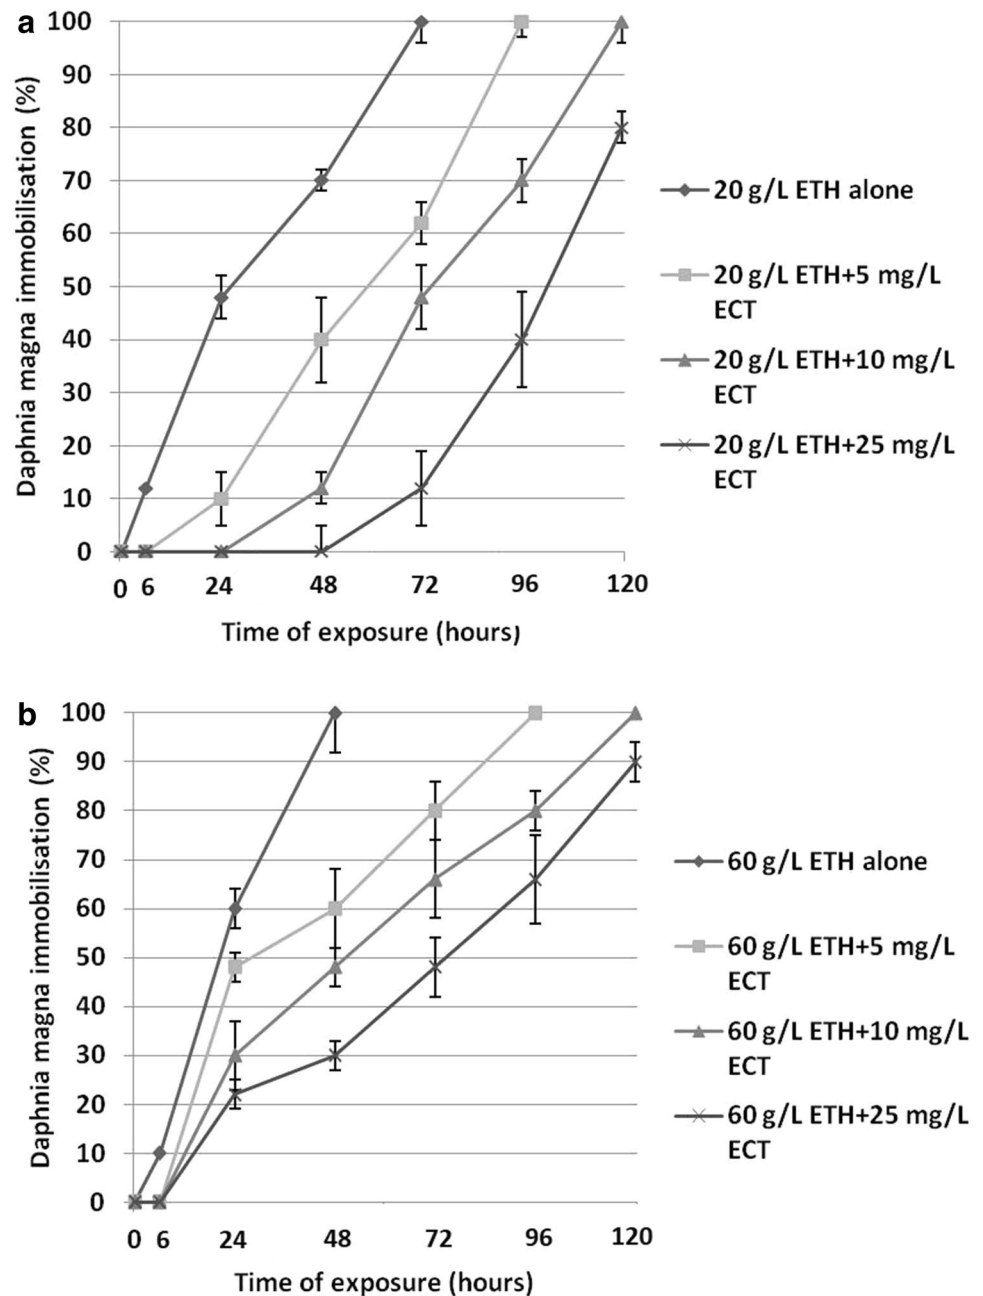 a
Daphnia magna immobilisation (%)
100
90
80
70
60
50
40
30
20
10
0
0 6 24 48 72 96 120
Time of exposure (hours)
20 g/L ETH alone
20 g/L ETH+5 mg/L
ECT
20 g/L ETH+10 mg/L
ECT
20 g/L ETH+25 mg/L
ECT
b
Daphnia magna immobilisation (%)
100
90
80
70
60
50
40
30
20
10
0
0 6 24 48 72 96 120
Time of exposure (hours)
60 g/L ETH alone
60 g/L ETH+5 mg/L
ECT
60 g/L ETH+10 mg/L
ECT
60 g/L ETH+25 mg/L
ECT